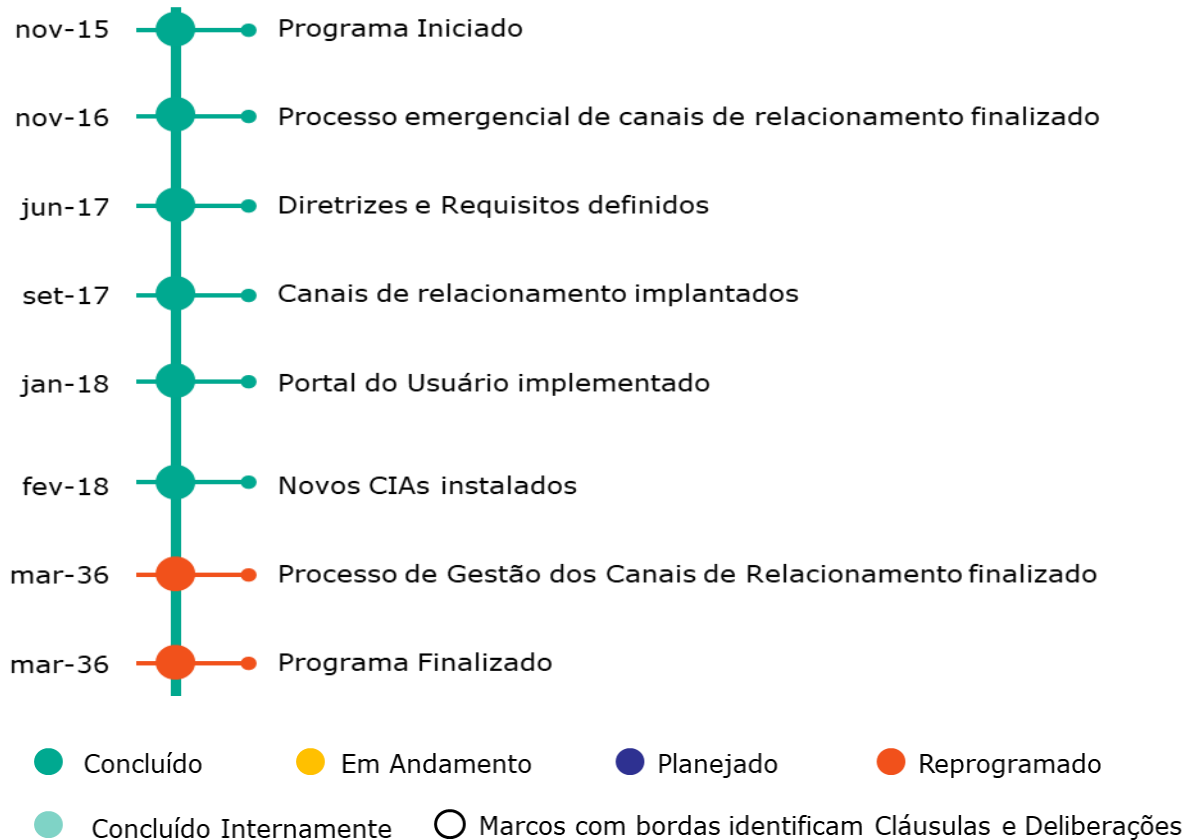 nov-15 Programa Iniciado
nov-16 Processo emergencial de canais de relacionamento finalizado
jun-17 Diretrizes e Requisitos definidos
set-17 Canais de relacionamento implantados
jan-18 Portal do Usuário implementado
fev-18 Novos CIAs instalados
mar-36 Processo de Gestão dos Canais de Relacionamento finalizado
mar-36 Programa Finalizado
Concluído Em Andamento Planejado Reprogramado
Concluído Internamente Marcos com bordas identificam Cláusulas e Deliberações